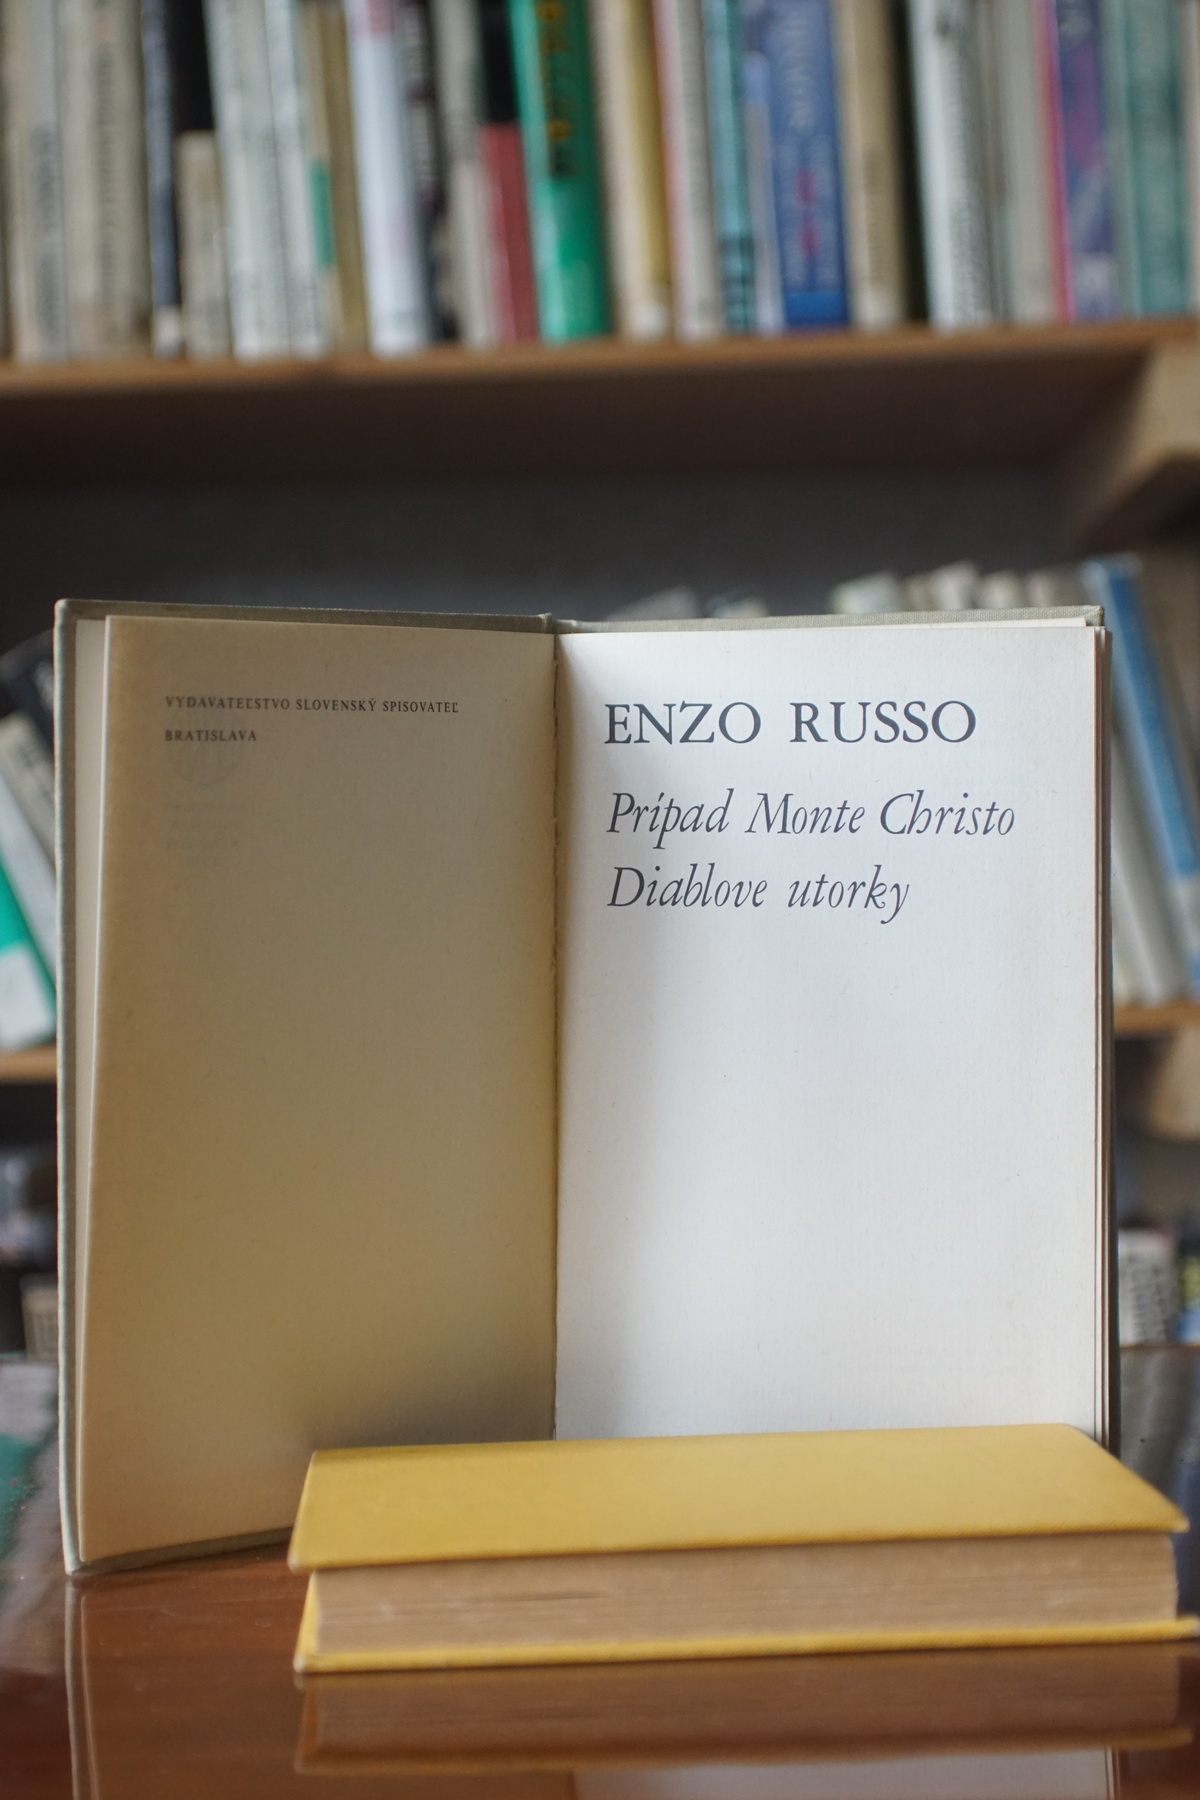 VYDAVATEĽSTVO SLOVENSKÝ SPISOVATEĽ
BRATISLAVA
ENZO RUSSO
Prípad Monte Christo
Diablove utorky